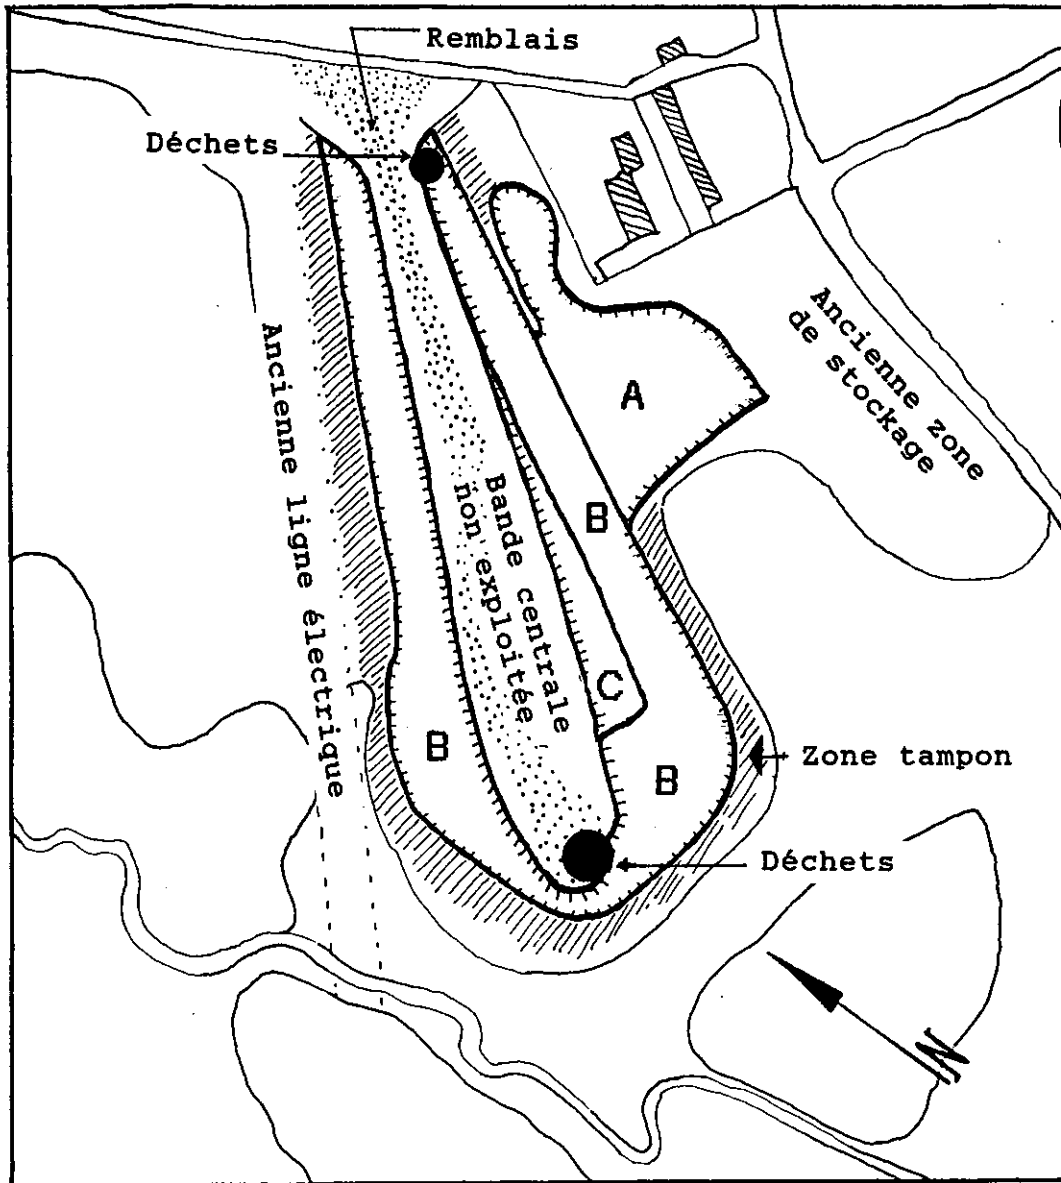 Remblais
Déchets
Ancienne zone
de stockage
Ancienne ligne électrique
A
B
Bande centrale
non exploitée
C
B
B
Zone tampon
Déchets
N